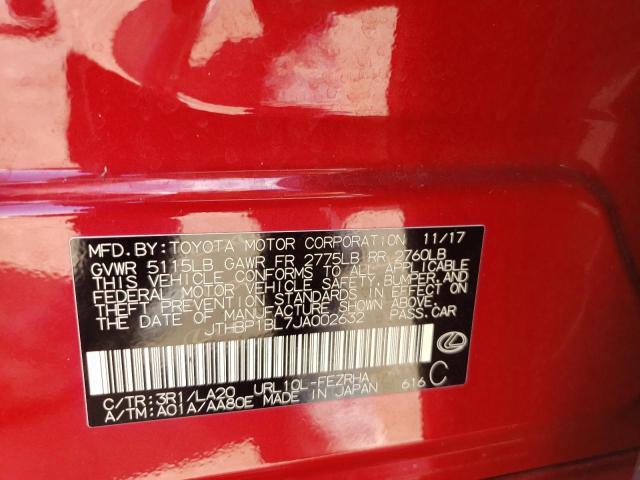 MFD. BY: TOYOTA MOTOR CORPORATION 11/17
GVWR 5115LB GAWR FR 2775LB RR 2760LB
THIS VEHICLE CONFORMS TO ALL APPLICABLE
FEDERAL MOTOR VEHICLE SAFETY, BUMPER, AND
THEFT PREVENTION STANDARDS IN EFFECT ON
THE DATE OF MANUFACTURE SHOWN ABOVE.
JTHBP1BL7JA002632 PASS.CAR
C/TR:3R1/LA20 URL10L-FEZRHA 616 C
A/TM:A01A/AA80E MADE IN JAPAN